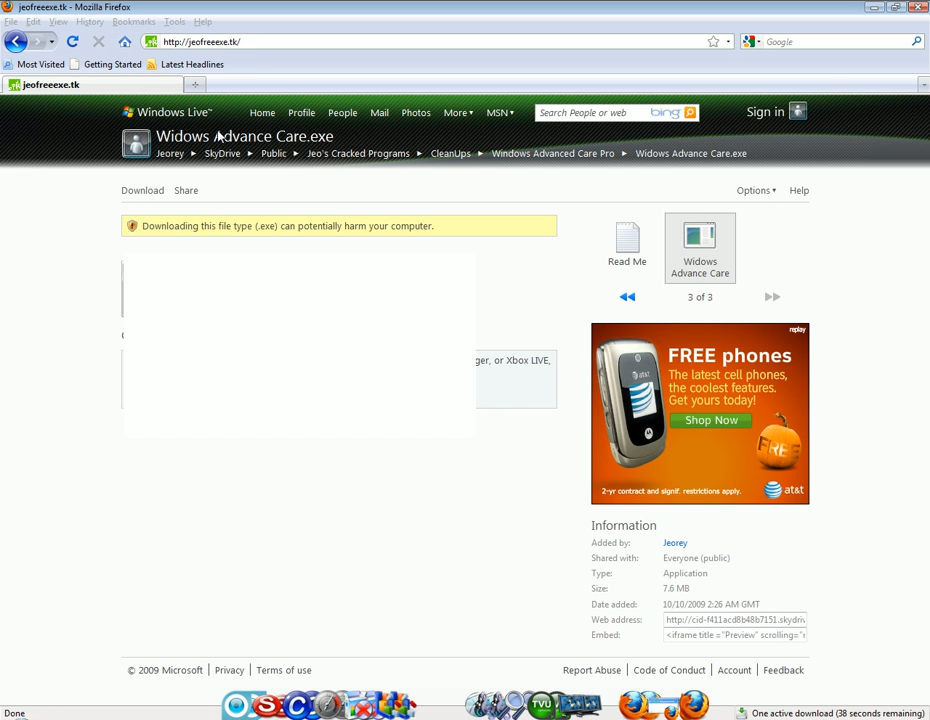 jeofreeexe.tk - Mozilla Firefox
File Edit View History Bookmarks Tools Help
http://jeofreeexe.tk/
Google
Most Visited Getting Started Latest Headlines
jeofreeexe.tk
Windows Live™ Home Profile People Mail Photos More MSN Search People or web bing Sign in
Widows Advance Care.exe
Jeorey ▸ SkyDrive ▸ Public ▸ Jeo's Cracked Programs ▸ CleanUps ▸ Windows Advanced Care Pro ▸ Widows Advance Care.exe
Download Share Options Help
Downloading this file type (.exe) can potentially harm your computer.
Read Me
Widows
Advance Care
3 of 3
ger, or Xbox LIVE,
replay
FREE phones
The latest cell phones,
the coolest features.
Get yours today!
Shop Now
FREE
2-yr contract and signif. restrictions apply.
at&t
Information
Added by: Jeorey
Shared with: Everyone (public)
Type: Application
Size: 7.6 MB
Date added: 10/10/2009 2:26 AM GMT
Web address: http://cid-f411acd8b48b7151.skydriv
Embed: <iframe title ="Preview" scrolling="r
© 2009 Microsoft Privacy Terms of use Report Abuse Code of Conduct Account Feedback
TVU
Done
One active download (38 seconds remaining)